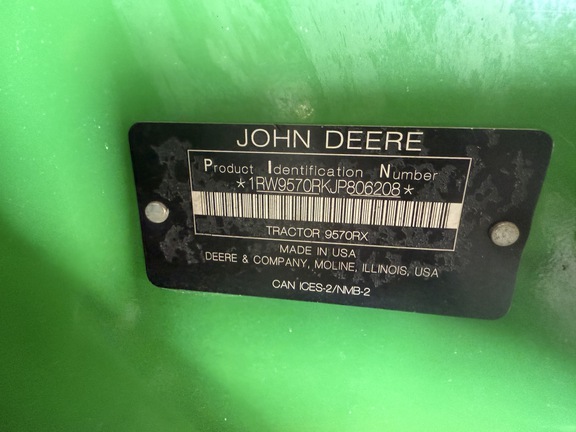 JOHN DEERE
Product Identification Number
*1RW9570RKJP806208*
TRACTOR 9570RX
MADE IN USA
DEERE & COMPANY, MOLINE, ILLINOIS, USA
CAN ICES-2/NMB-2